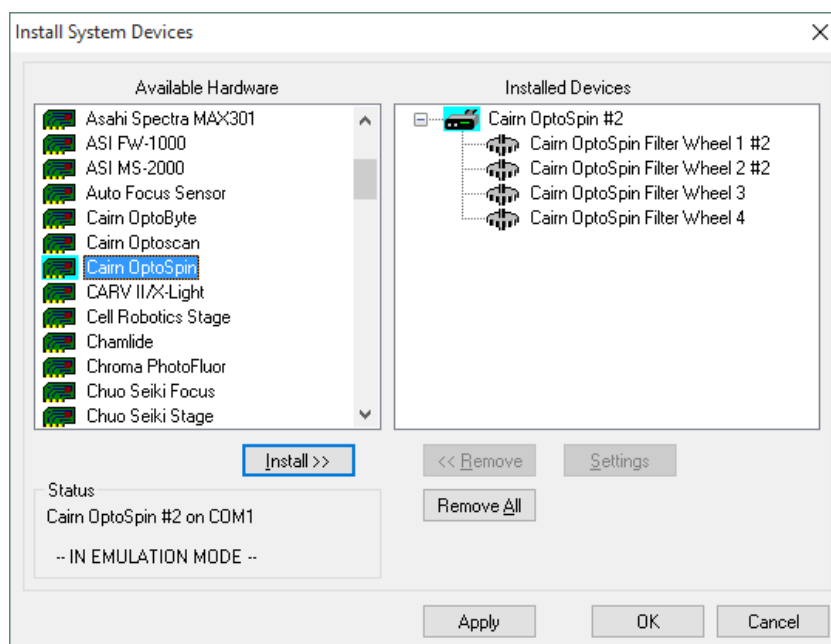 Install System Devices
Available Hardware
Asahi Spectra MAX301
ASI FW-1000
ASI MS-2000
Auto Focus Sensor
Cairn OptoByte
Cairn Optoscan
Cairn OptoSpin
CARV II/X-Light
Cell Robotics Stage
Chamlide
Chroma PhotoFluor
Chuo Seiki Focus
Chuo Seiki Stage
Installed Devices
Cairn OptoSpin #2
Cairn OptoSpin Filter Wheel 1 #2
Cairn OptoSpin Filter Wheel 2 #2
Cairn OptoSpin Filter Wheel 3
Cairn OptoSpin Filter Wheel 4
Install >>
<< Remove
Settings
Remove All
Status
Cairn OptoSpin #2 on COM1
-- IN EMULATION MODE --
Apply
OK
Cancel